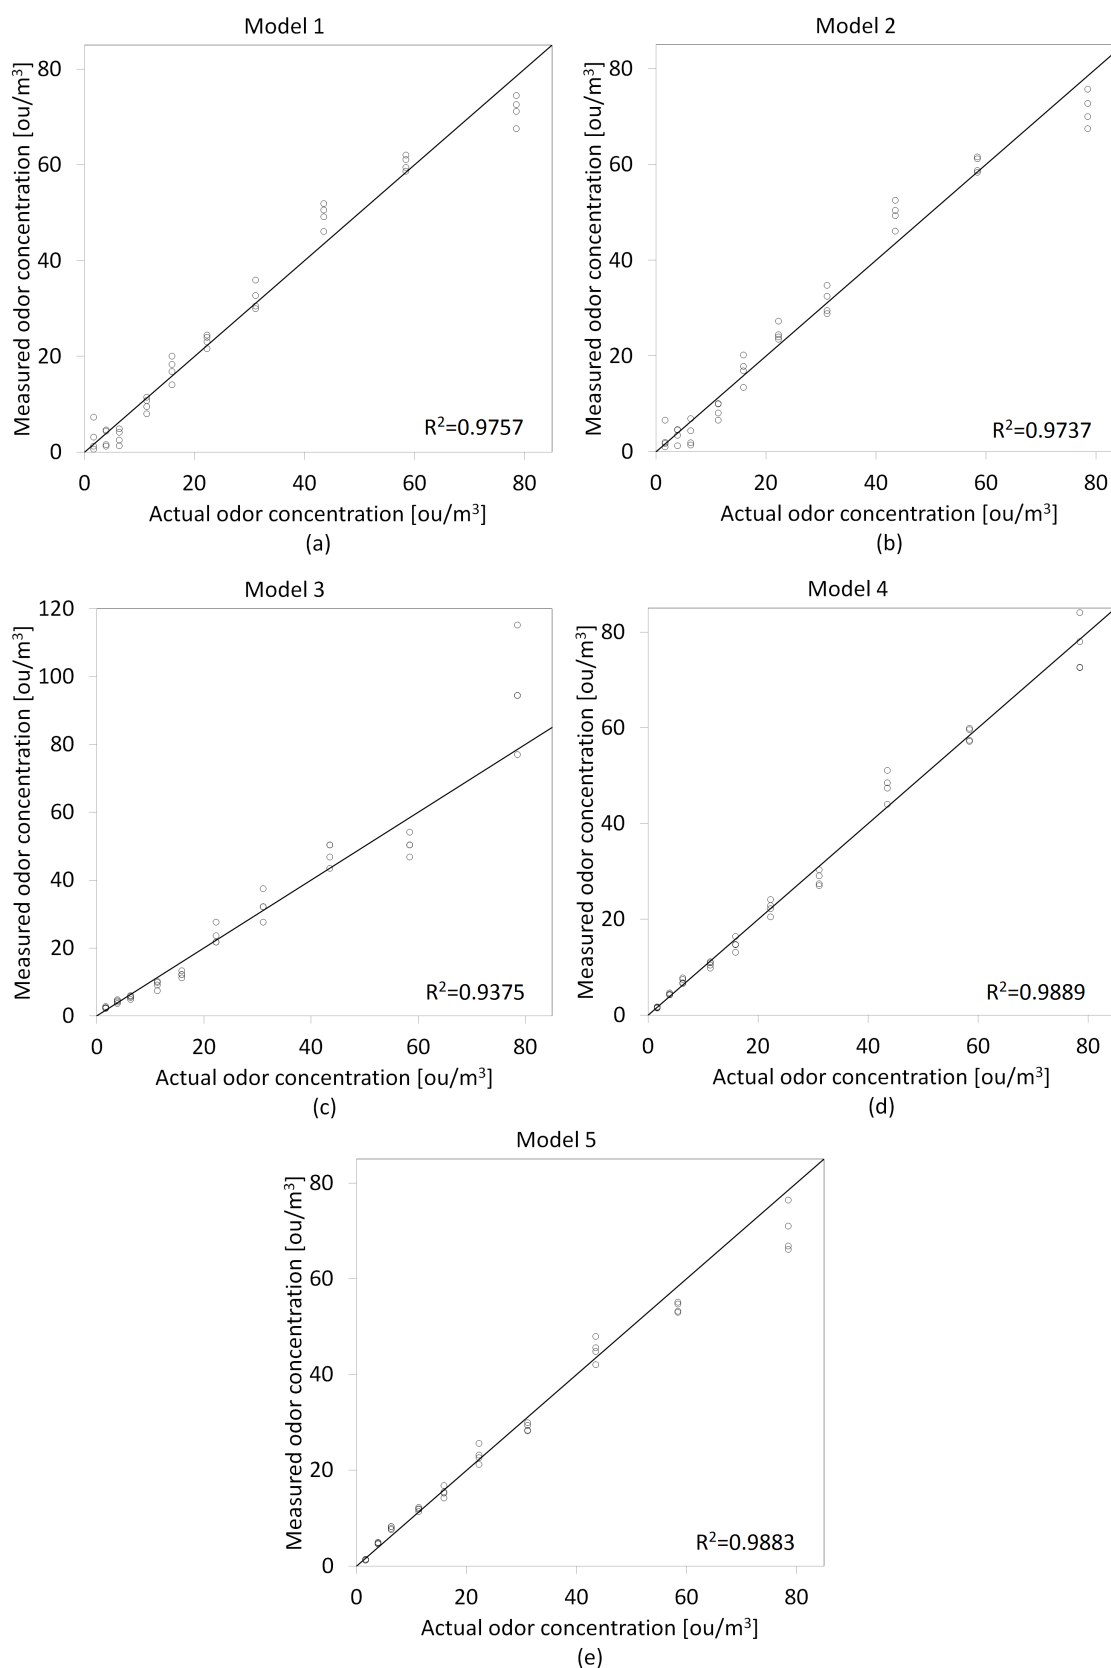 Model 1
Measured odor concentration [ou/m³]
80
60
40
20
0
R²=0.9757
0 20 40 60 80
Actual odor concentration [ou/m³]
(a)
Model 2
Measured odor concentration [ou/m³]
80
60
40
20
0
R²=0.9737
0 20 40 60 80
Actual odor concentration [ou/m³]
(b)
Model 3
Measured odor concentration [ou/m³]
120
100
80
60
40
20
0
R²=0.9375
0 20 40 60 80
Actual odor concentration [ou/m³]
(c)
Model 4
Measured odor concentration [ou/m³]
80
60
40
20
0
R²=0.9889
0 20 40 60 80
Actual odor concentration [ou/m³]
(d)
Model 5
Measured odor concentration [ou/m³]
80
60
40
20
0
R²=0.9883
0 20 40 60 80
Actual odor concentration [ou/m³]
(e)